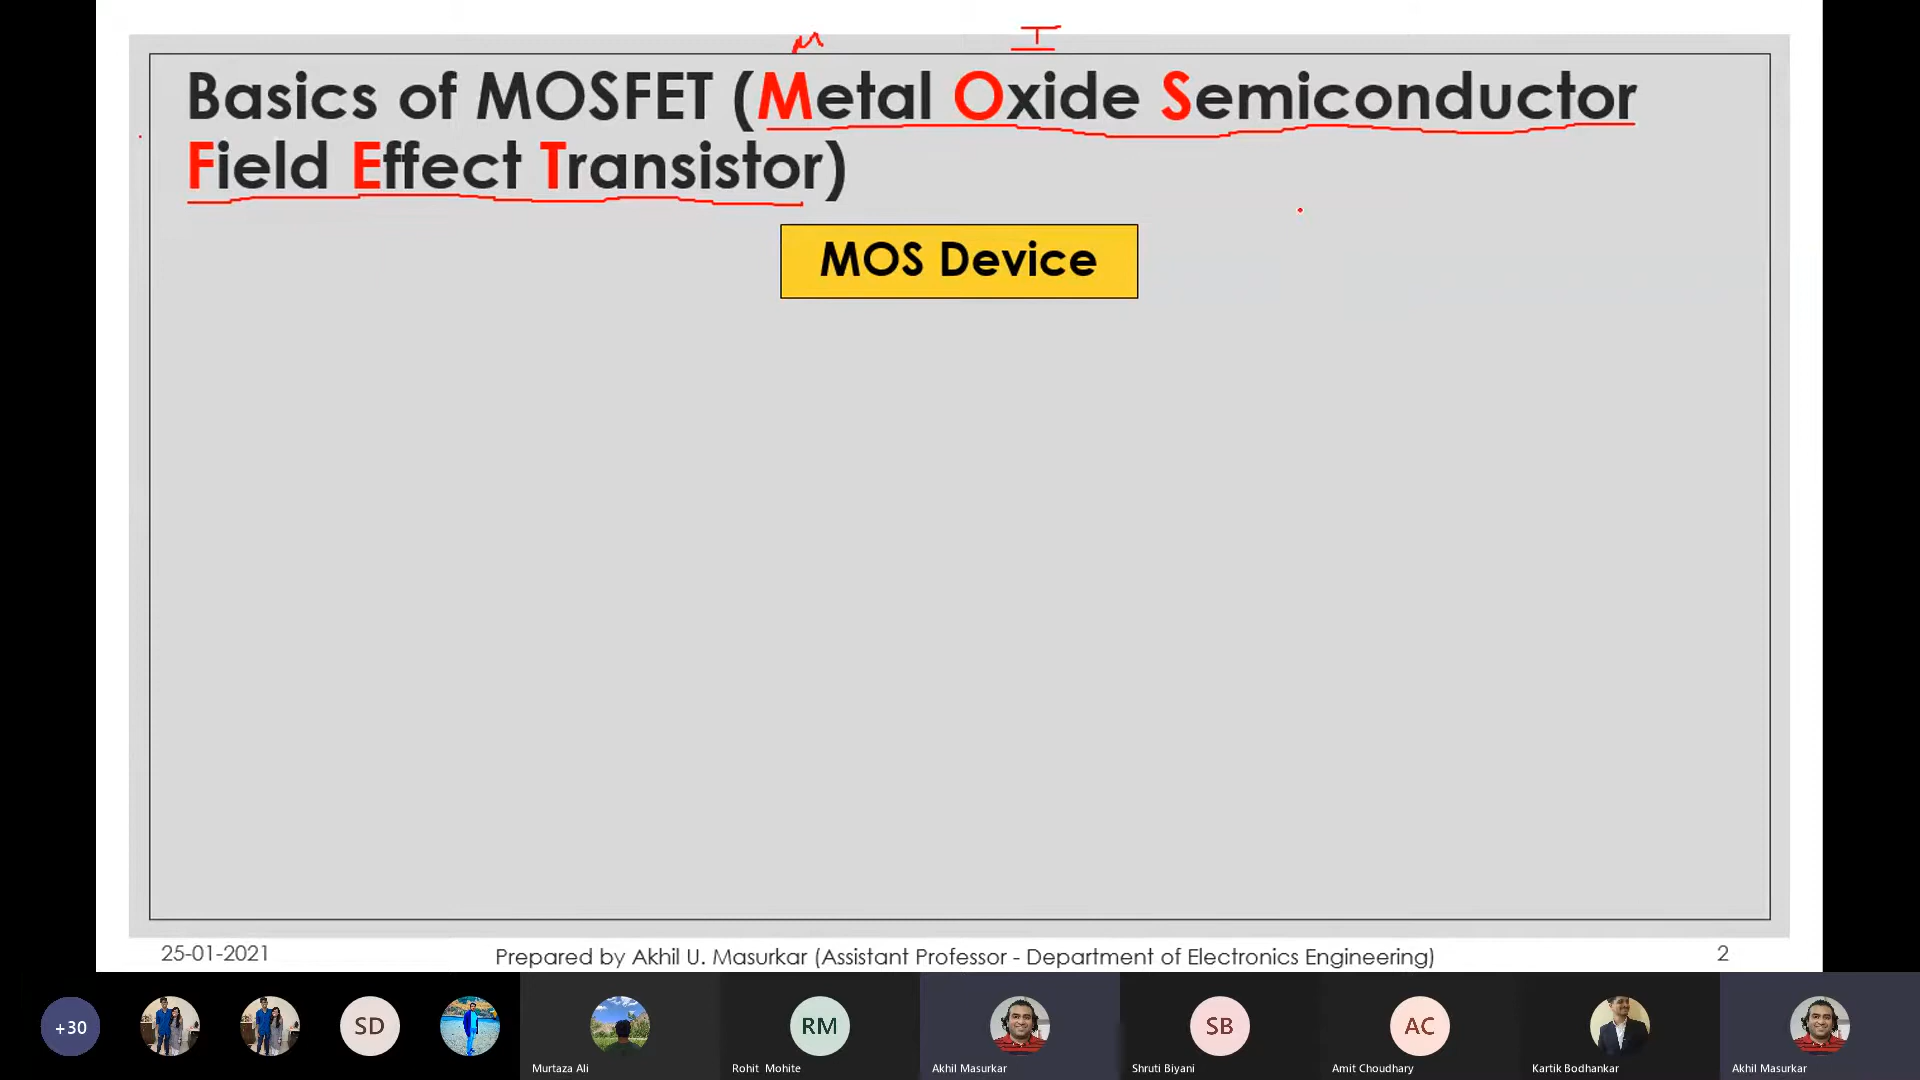 M I
Basics of MOSFET (Metal Oxide Semiconductor
Field Effect Transistor)
MOS Device
25-01-2021
Prepared by Akhil U. Masurkar (Assistant Professor - Department of Electronics Engineering)
2
+30
SD
RM
SB
AC
Murtaza Ali
Rohit Mohite
Akhil Masurkar
Shruti Biyani
Amit Choudhary
Kartik Bodhankar
Akhil Masurkar